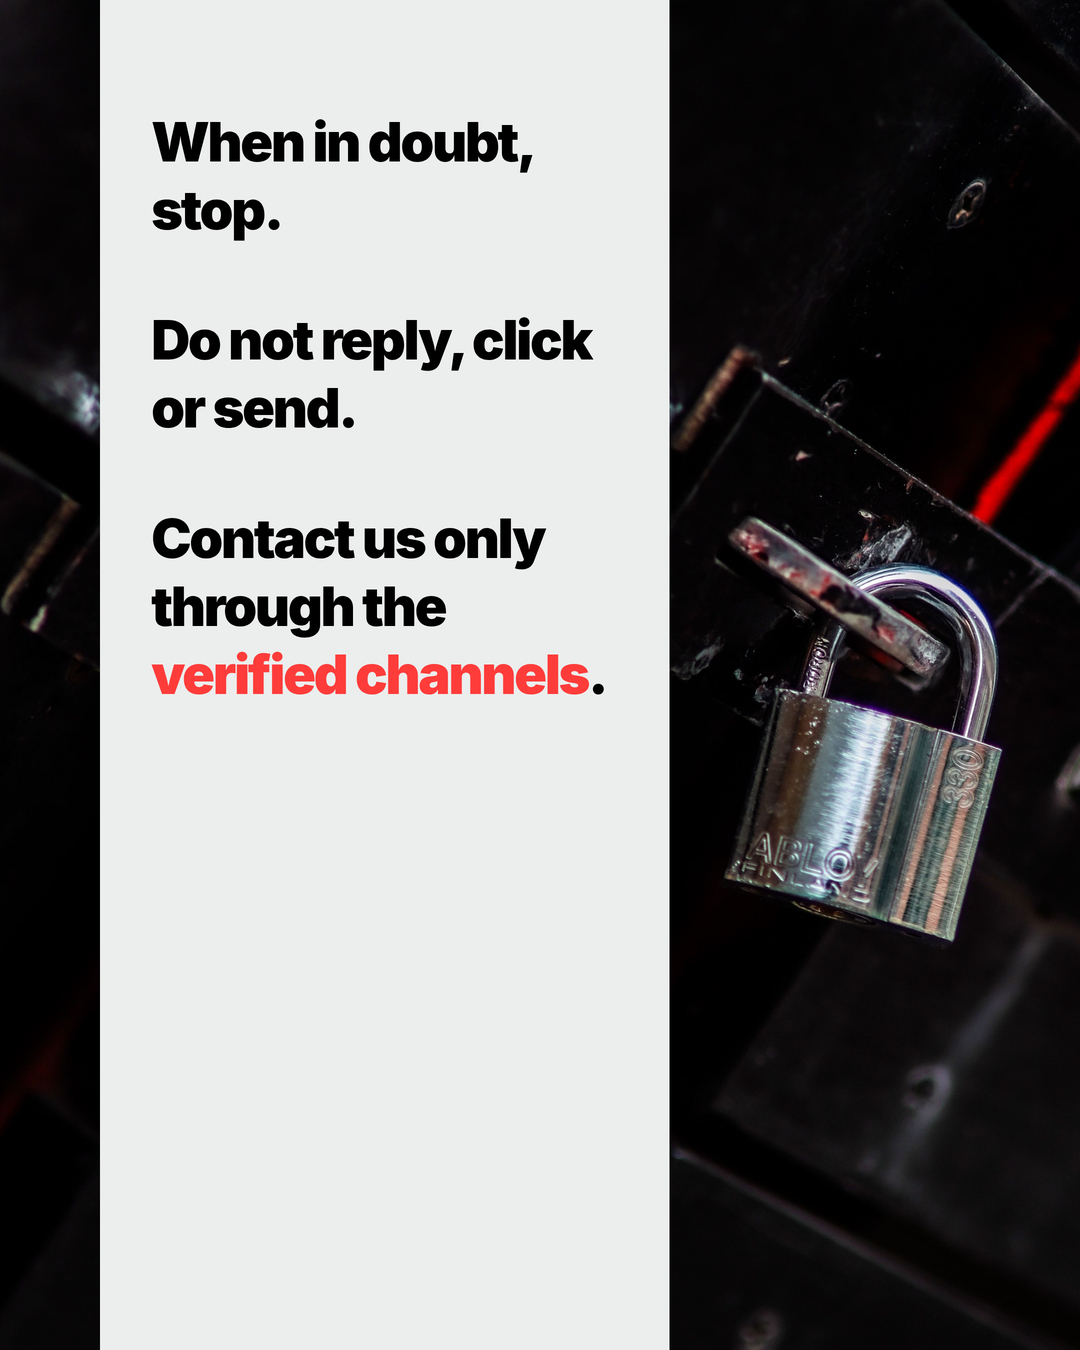 When in doubt,
stop.
Do not reply, click
or send.
Contact us only
through the
verified channels.
330
ABLOY